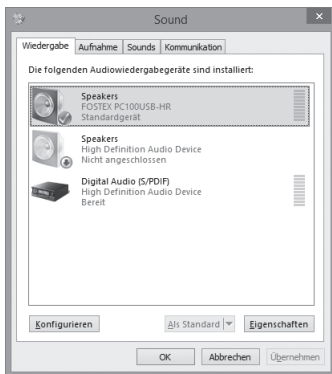 Sound
Wiedergabe Aufnahme Sounds Kommunikation
Die folgenden Audiowiedergabegeräte sind installiert:
Speakers
FOSTEX PC100USB-HR
Standardgerät
Speakers
High Definition Audio Device
Nicht angeschlossen
Digital Audio (S/PDIF)
High Definition Audio Device
Bereit
Konfigurieren Als Standard Eigenschaften
OK Abbrechen Übernehmen